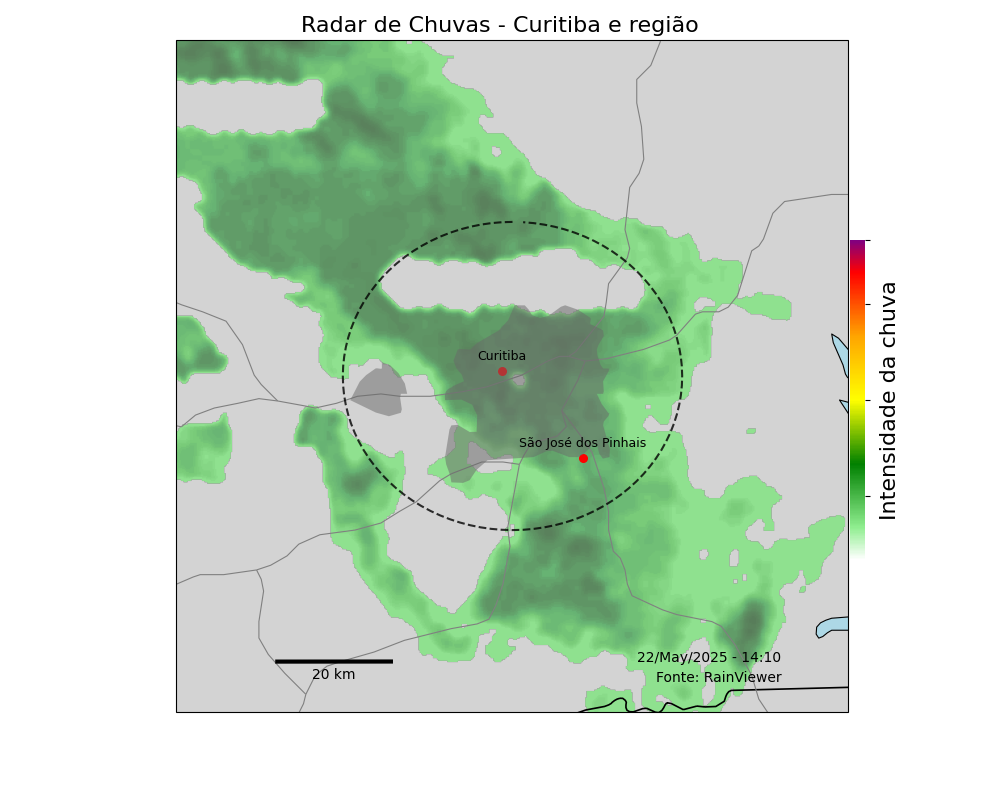 Radar de Chuvas - Curitiba e região
Curitiba
São José dos Pinhais
Intensidade da chuva
20 km
22/May/2025 - 14:10
Fonte: RainViewer